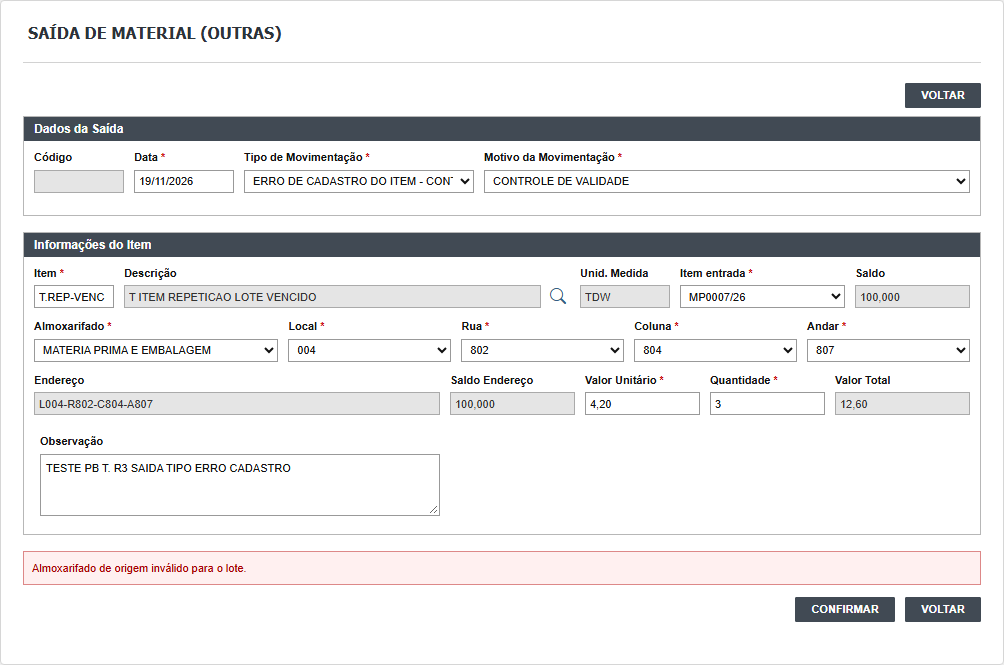 SAÍDA DE MATERIAL (OUTRAS)
VOLTAR
Dados da Saída
Código Data * Tipo de Movimentação * Motivo da Movimentação *
19/11/2026 ERRO DE CADASTRO DO ITEM - CONT CONTROLE DE VALIDADE
Informações do Item
Item * Descrição Unid. Medida Item entrada * Saldo
T.REP-VENC T ITEM REPETICAO LOTE VENCIDO TDW MP0007/26 100,000
Almoxarifado * Local * Rua * Coluna * Andar *
MATERIA PRIMA E EMBALAGEM 004 802 804 807
Endereço Saldo Endereço Valor Unitário * Quantidade * Valor Total
L004-R802-C804-A807 100,000 4,20 3 12,60
Observação
TESTE PB T. R3 SAIDA TIPO ERRO CADASTRO
Almoxarifado de origem inválido para o lote.
CONFIRMAR VOLTAR